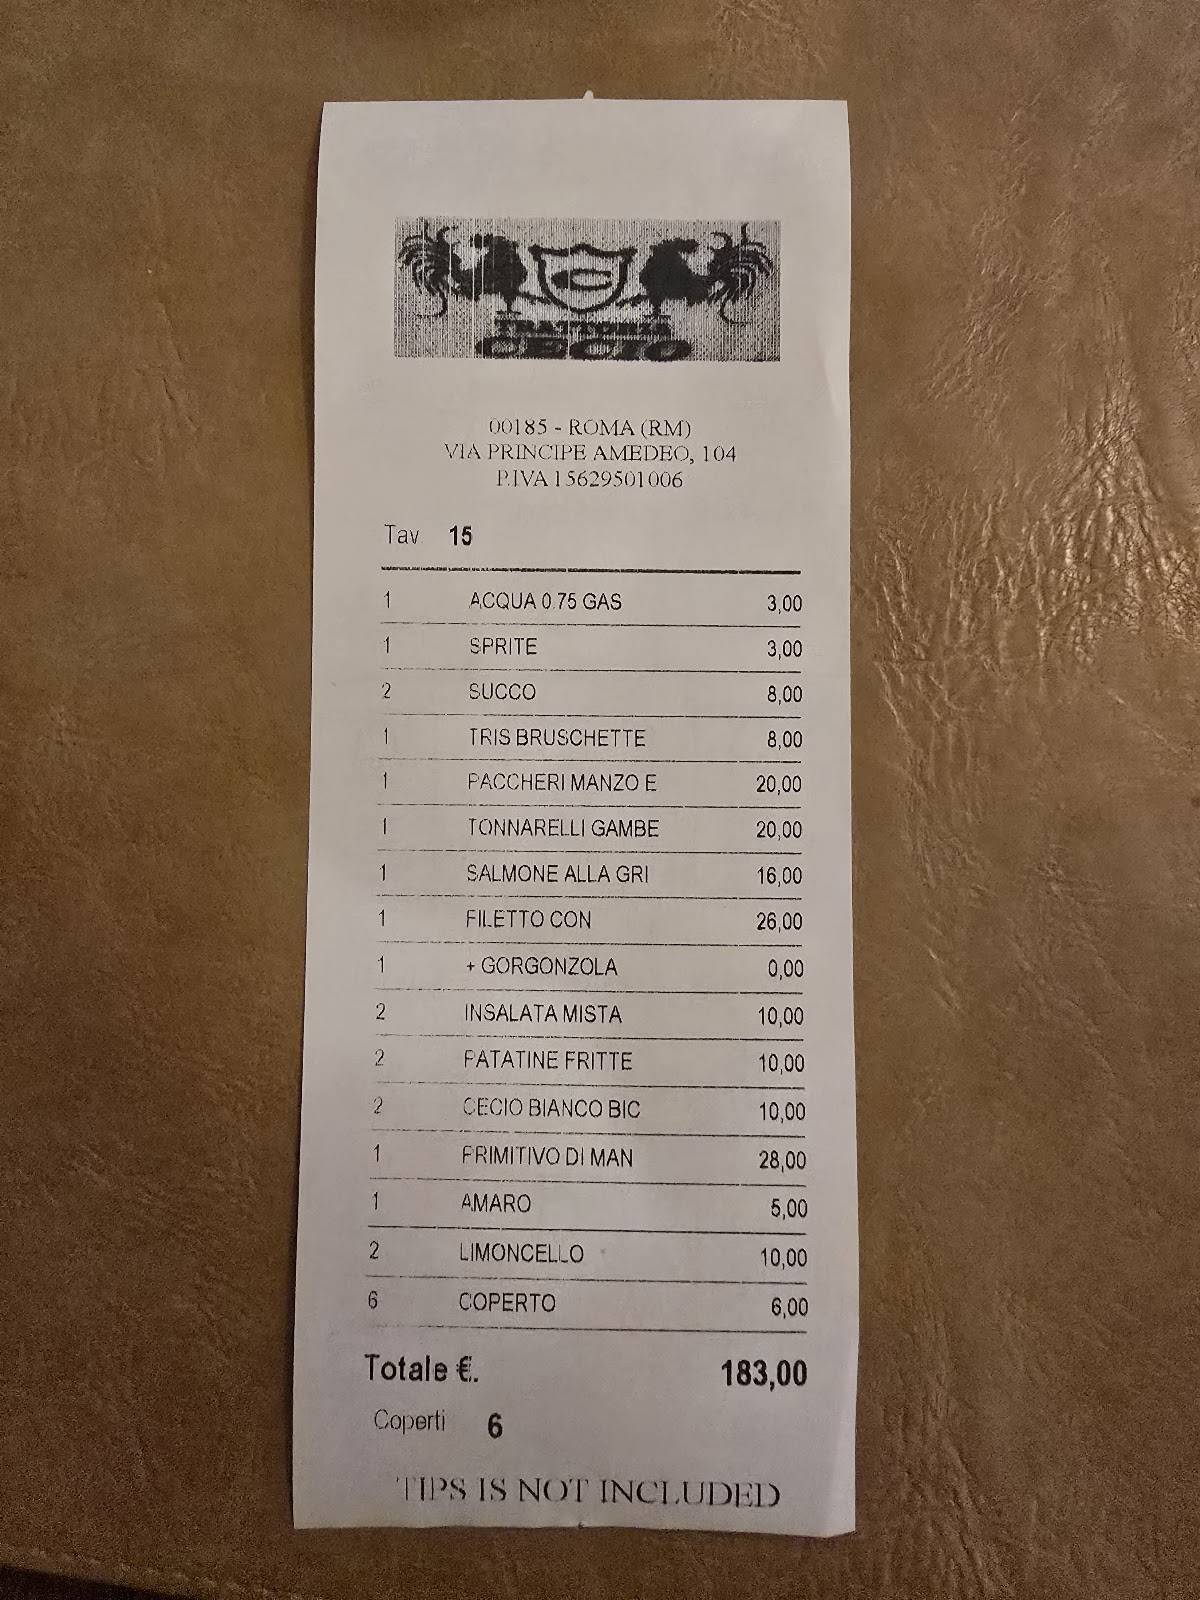 TRATTORIA
CECIO
00185 - ROMA (RM)
VIA PRINCIPE AMEDEO, 104
P.IVA 15629501006
Tav. 15
1 ACQUA 0.75 GAS 3,00
1 SPRITE 3,00
2 SUCCO 8,00
1 TRIS BRUSCHETTE 8,00
1 PACCHERI MANZO E 20,00
1 TONNARELLI GAMBE 20,00
1 SALMONE ALLA GRI 16,00
1 FILETTO CON 26,00
1 + GORGONZOLA 0,00
2 INSALATA MISTA 10,00
2 PATATINE FRITTE 10,00
2 CECIO BIANCO BIC 10,00
1 PRIMITIVO DI MAN 28,00
1 AMARO 5,00
2 LIMONCELLO 10,00
6 COPERTO 6,00
Totale €. 183,00
Coperti 6
TIPS IS NOT INCLUDED